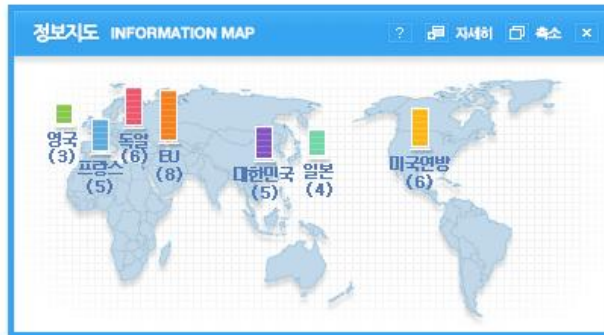 정보지도 INFORMATION MAP ? 자세히 축소 ×
영국
(3)
프랑스
(5)
독일
(6)
EU
(8)
대한민국
(5)
일본
(4)
미국연방
(6)